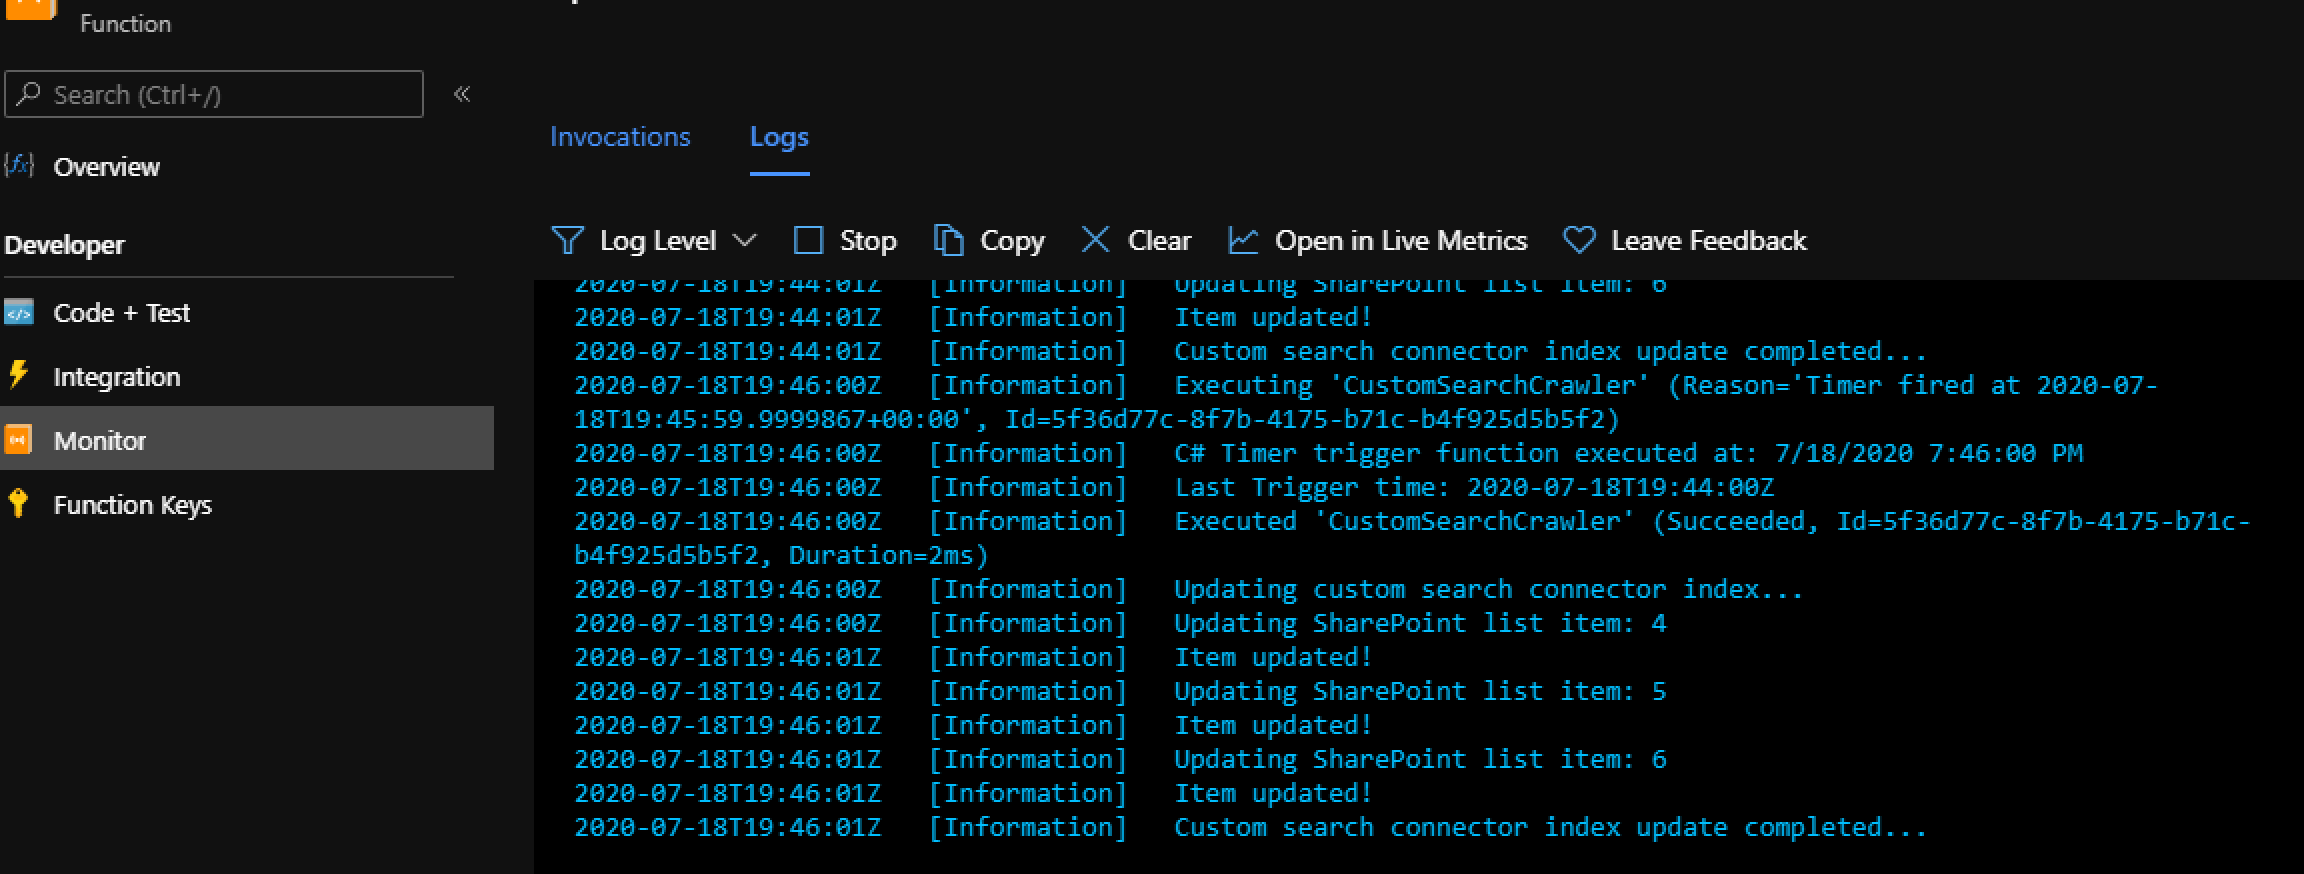 Function
Search (Ctrl+/)
«
Overview
Developer
Code + Test
Integration
Monitor
Function Keys
Invocations Logs
Log Level Stop Copy Clear Open in Live Metrics Leave Feedback
2020-07-18T19:44:01Z [Information] Updating SharePoint list item: 6
2020-07-18T19:44:01Z [Information] Item updated!
2020-07-18T19:44:01Z [Information] Custom search connector index update completed...
2020-07-18T19:46:00Z [Information] Executing 'CustomSearchCrawler' (Reason='Timer fired at 2020-07-
18T19:45:59.9999867+00:00', Id=5f36d77c-8f7b-4175-b71c-b4f925d5b5f2)
2020-07-18T19:46:00Z [Information] C# Timer trigger function executed at: 7/18/2020 7:46:00 PM
2020-07-18T19:46:00Z [Information] Last Trigger time: 2020-07-18T19:44:00Z
2020-07-18T19:46:00Z [Information] Executed 'CustomSearchCrawler' (Succeeded, Id=5f36d77c-8f7b-4175-b71c-
b4f925d5b5f2, Duration=2ms)
2020-07-18T19:46:00Z [Information] Updating custom search connector index...
2020-07-18T19:46:00Z [Information] Updating SharePoint list item: 4
2020-07-18T19:46:01Z [Information] Item updated!
2020-07-18T19:46:01Z [Information] Updating SharePoint list item: 5
2020-07-18T19:46:01Z [Information] Item updated!
2020-07-18T19:46:01Z [Information] Updating SharePoint list item: 6
2020-07-18T19:46:01Z [Information] Item updated!
2020-07-18T19:46:01Z [Information] Custom search connector index update completed...